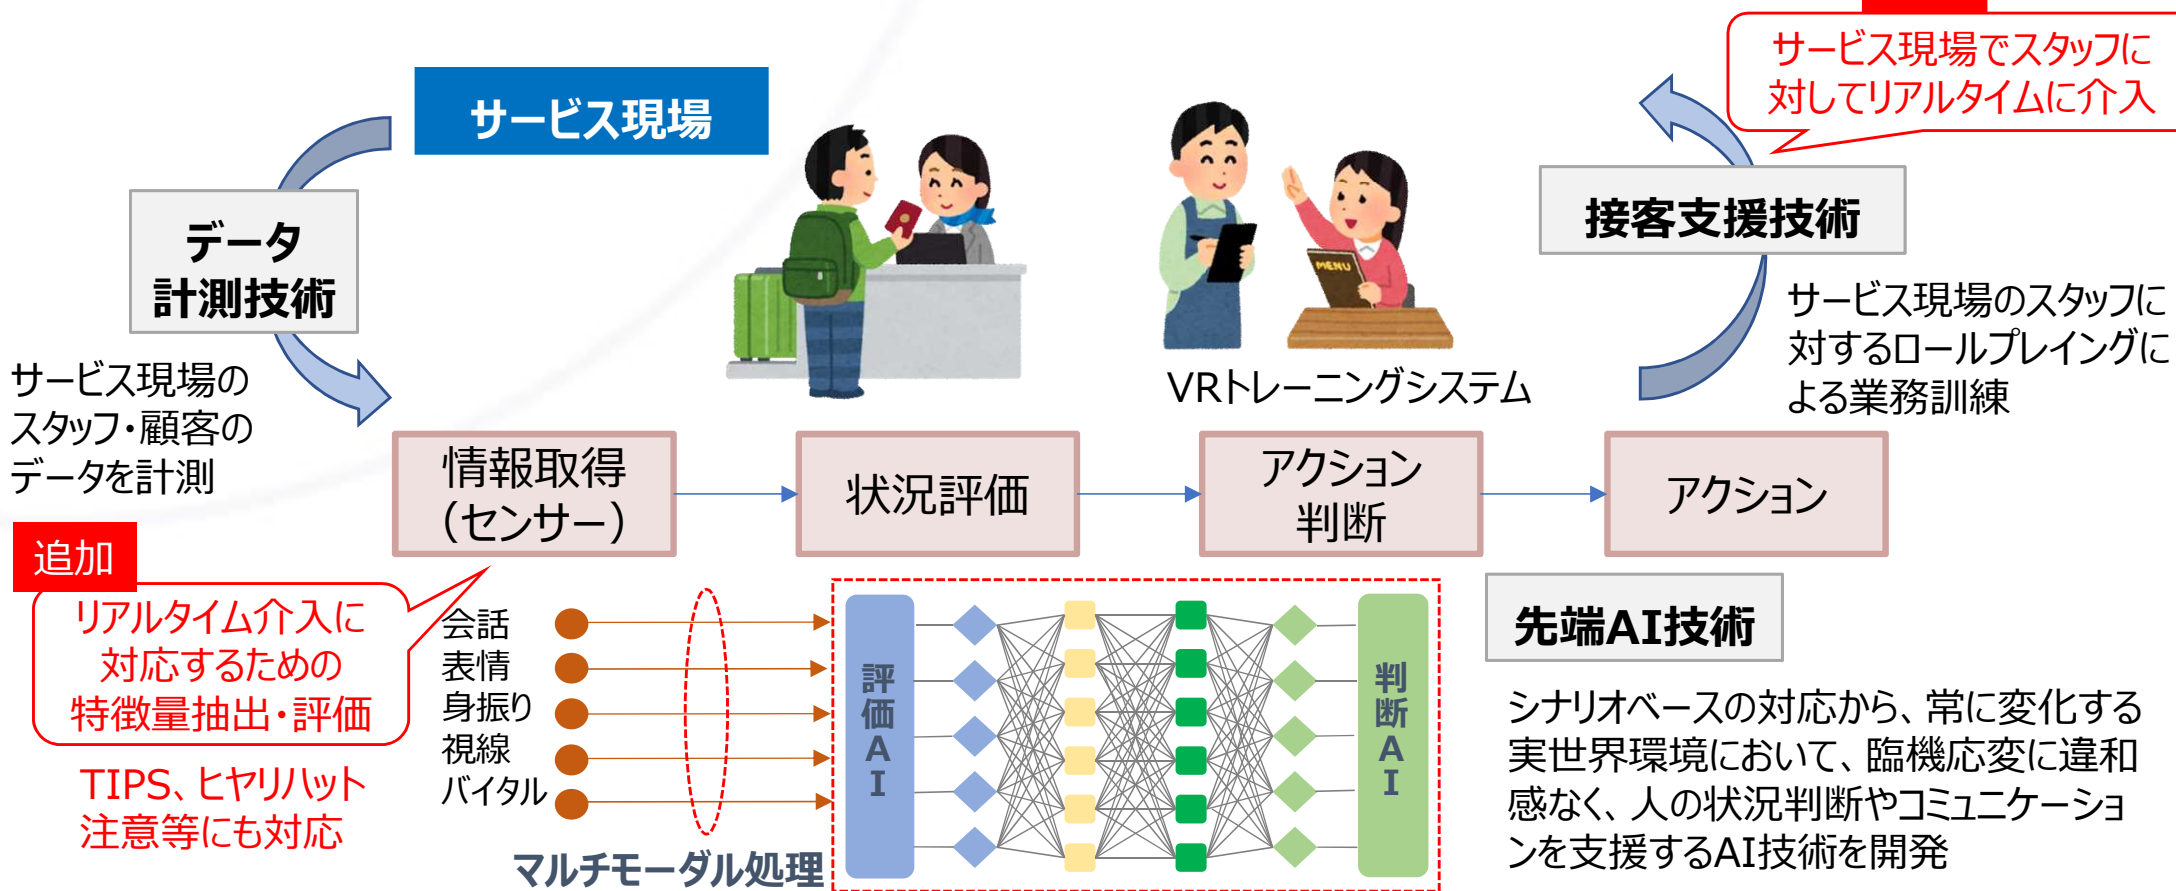 サービス現場でスタッフに
対してリアルタイムに介入
サービス現場
データ
計測技術
接客支援技術
MENU
サービス現場のスタッフに
対するロールプレイングに
よる業務訓練
サービス現場の
スタッフ・顧客の
データを計測
VRトレーニングシステム
情報取得
（センサー）
状況評価
アクション
判断
アクション
追加
リアルタイム介入に
対応するための
特徴量抽出・評価
TIPS、ヒヤリハット
注意等にも対応
会話
表情
身振り
視線
バイタル
マルチモーダル処理
評価AI
判断AI
先端AI技術
シナリオベースの対応から、常に変化する
実世界環境において、臨機応変に違和
感なく、人の状況判断やコミュニケーショ
ンを支援するAI技術を開発